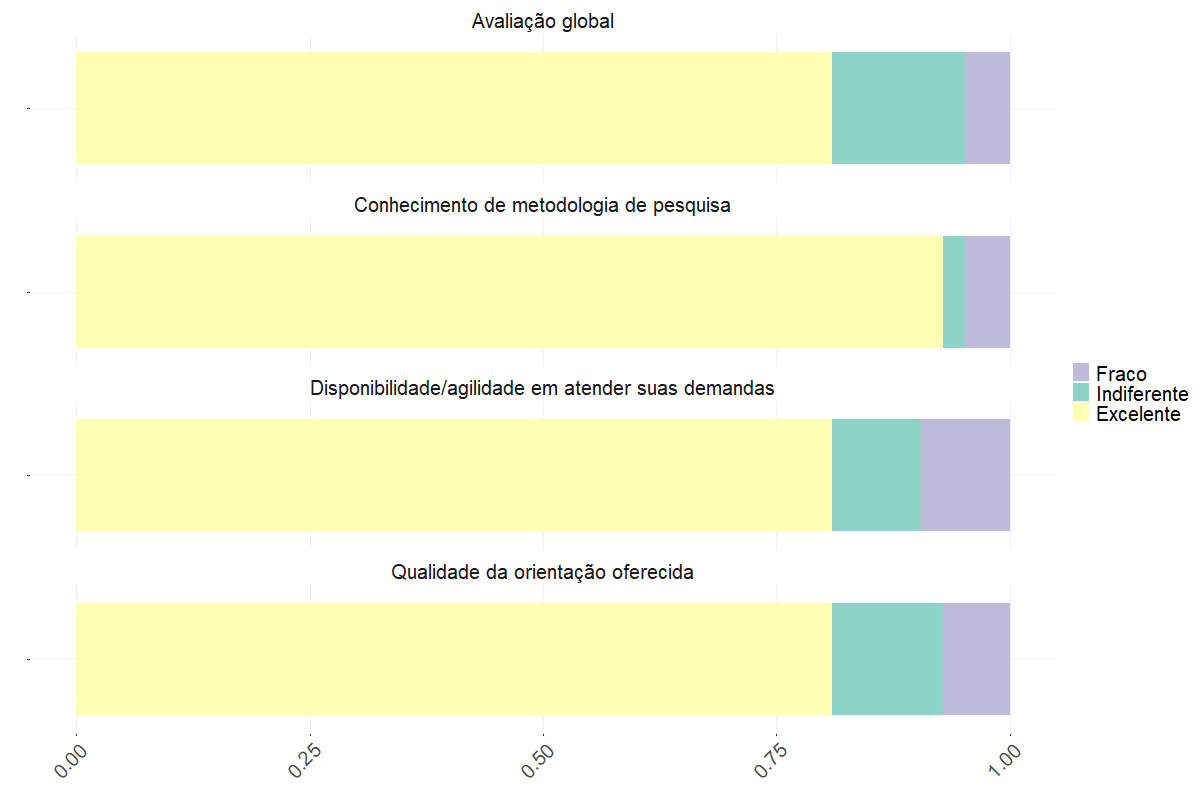 Avaliação global
Conhecimento de metodologia de pesquisa
Disponibilidade/agilidade em atender suas demandas
Qualidade da orientação oferecida
0.00
0.25
0.50
0.75
1.00
Fraco
Indiferente
Excelente